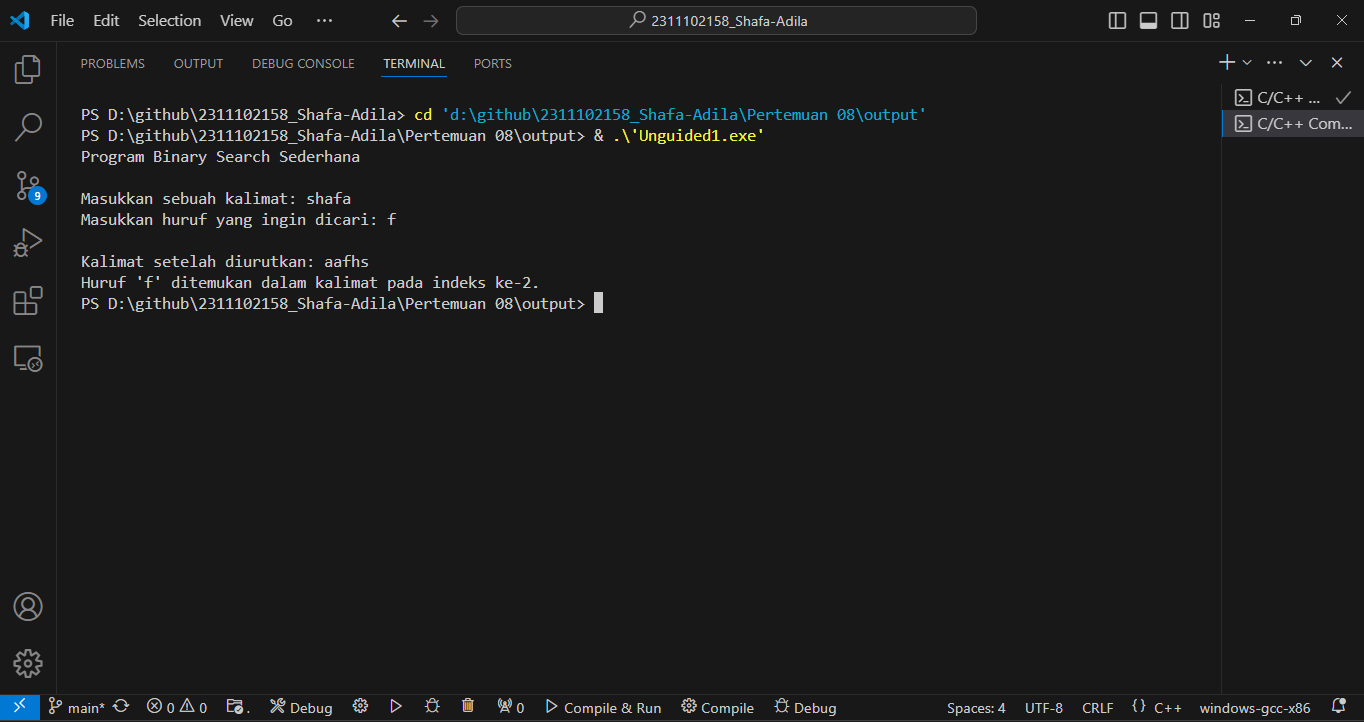 File Edit Selection View Go ··· 2311102158_Shafa-Adila
PROBLEMS OUTPUT DEBUG CONSOLE TERMINAL PORTS
C/C++ ...
C/C++ Com...
PS D:\github\2311102158_Shafa-Adila> cd 'd:\github\2311102158_Shafa-Adila\Pertemuan 08\output'
PS D:\github\2311102158_Shafa-Adila\Pertemuan 08\output> & .\'Unguided1.exe'
Program Binary Search Sederhana
Masukkan sebuah kalimat: shafa
Masukkan huruf yang ingin dicari: f
Kalimat setelah diurutkan: aafhs
Huruf 'f' ditemukan dalam kalimat pada indeks ke-2.
PS D:\github\2311102158_Shafa-Adila\Pertemuan 08\output>
9
main* 0 0 . Debug 0 Compile & Run Compile Debug Spaces: 4 UTF-8 CRLF {} C++ windows-gcc-x86